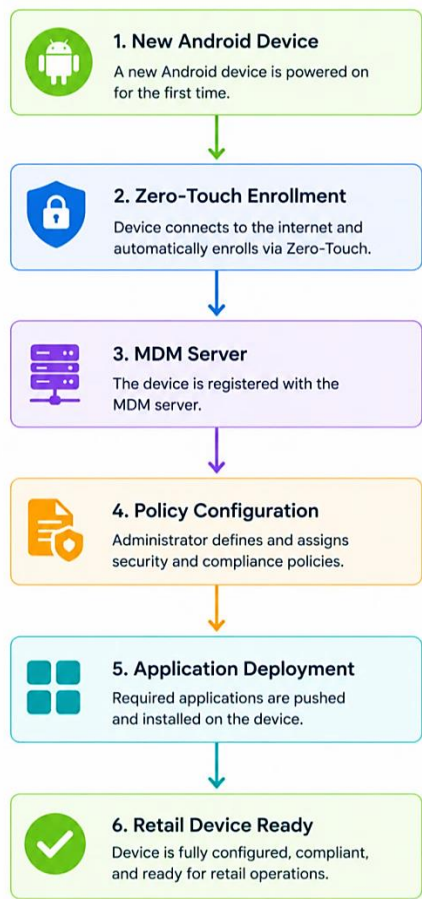 1. New Android Device
A new Android device is powered on
for the first time.
2. Zero-Touch Enrollment
Device connects to the internet and
automatically enrolls via Zero-Touch.
3. MDM Server
The device is registered with the
MDM server.
4. Policy Configuration
Administrator defines and assigns
security and compliance policies.
5. Application Deployment
Required applications are pushed
and installed on the device.
6. Retail Device Ready
Device is fully configured, compliant,
and ready for retail operations.